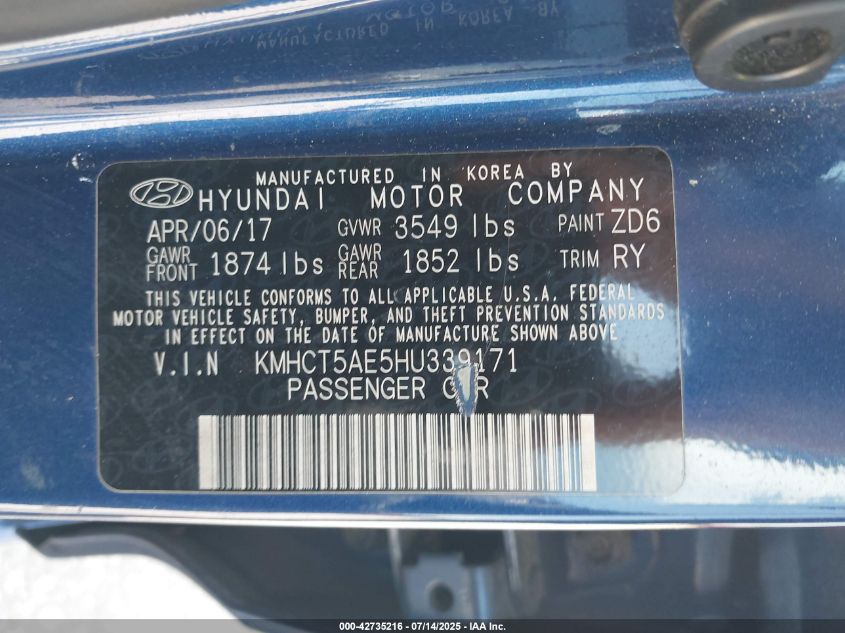 MANUFACTURED IN KOREA BY
HYUNDAI MOTOR COMPANY
APR/06/17 GVWR 3549 lbs PAINT ZD6
GAWR FRONT 1874 lbs GAWR REAR 1852 lbs TRIM RY
THIS VEHICLE CONFORMS TO ALL APPLICABLE U.S.A. FEDERAL
MOTOR VEHICLE SAFETY, BUMPER, AND THEFT PREVENTION STANDARDS
IN EFFECT ON THE DATE OF MANUFACTURE SHOWN ABOVE
V.I.N KMHCT5AE5HU339171
PASSENGER CAR
000-42735216 - 07/14/2025 - IAA Inc.